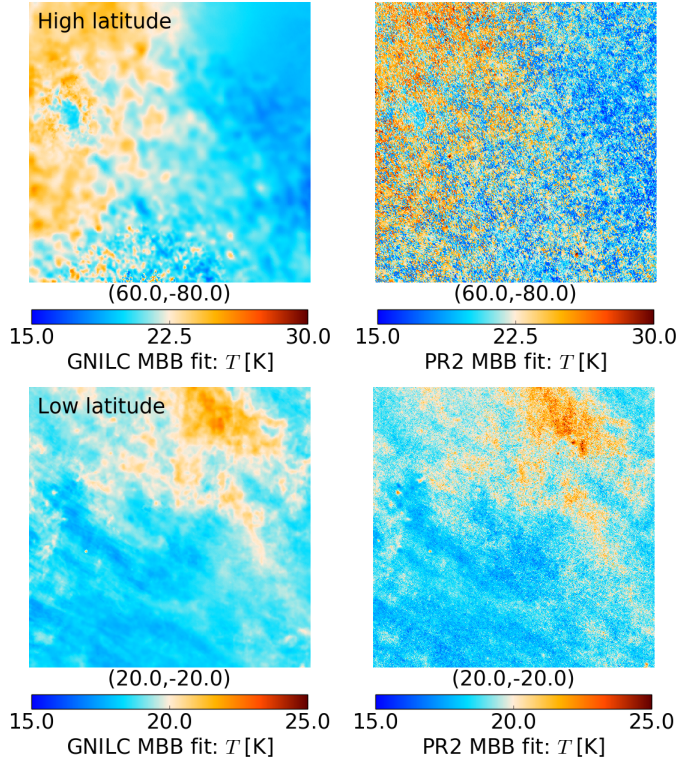 High latitude
(60.0,-80.0)
(60.0,-80.0)
15.0 22.5 30.0
15.0 22.5 30.0
GNILC MBB fit: T [K]
PR2 MBB fit: T [K]
Low latitude
(20.0,-20.0)
(20.0,-20.0)
15.0 20.0 25.0
15.0 20.0 25.0
GNILC MBB fit: T [K]
PR2 MBB fit: T [K]